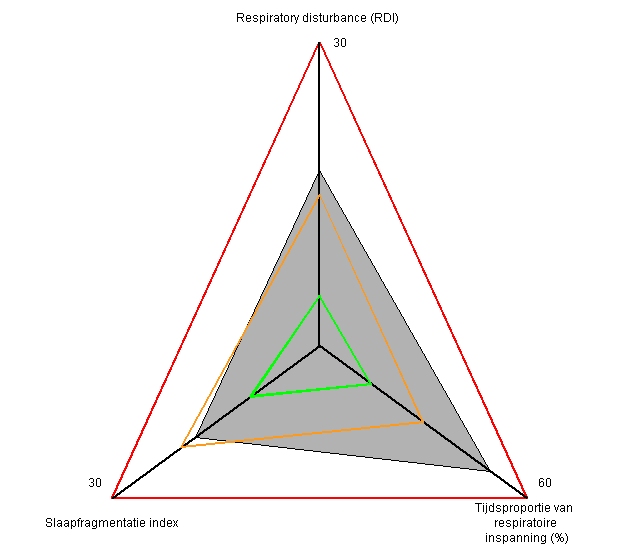 Respiratory disturbance (RDI)
30
30
60
Slaapfragmentatie index
Tijdsproportie van
respiratoire
inspanning (%)